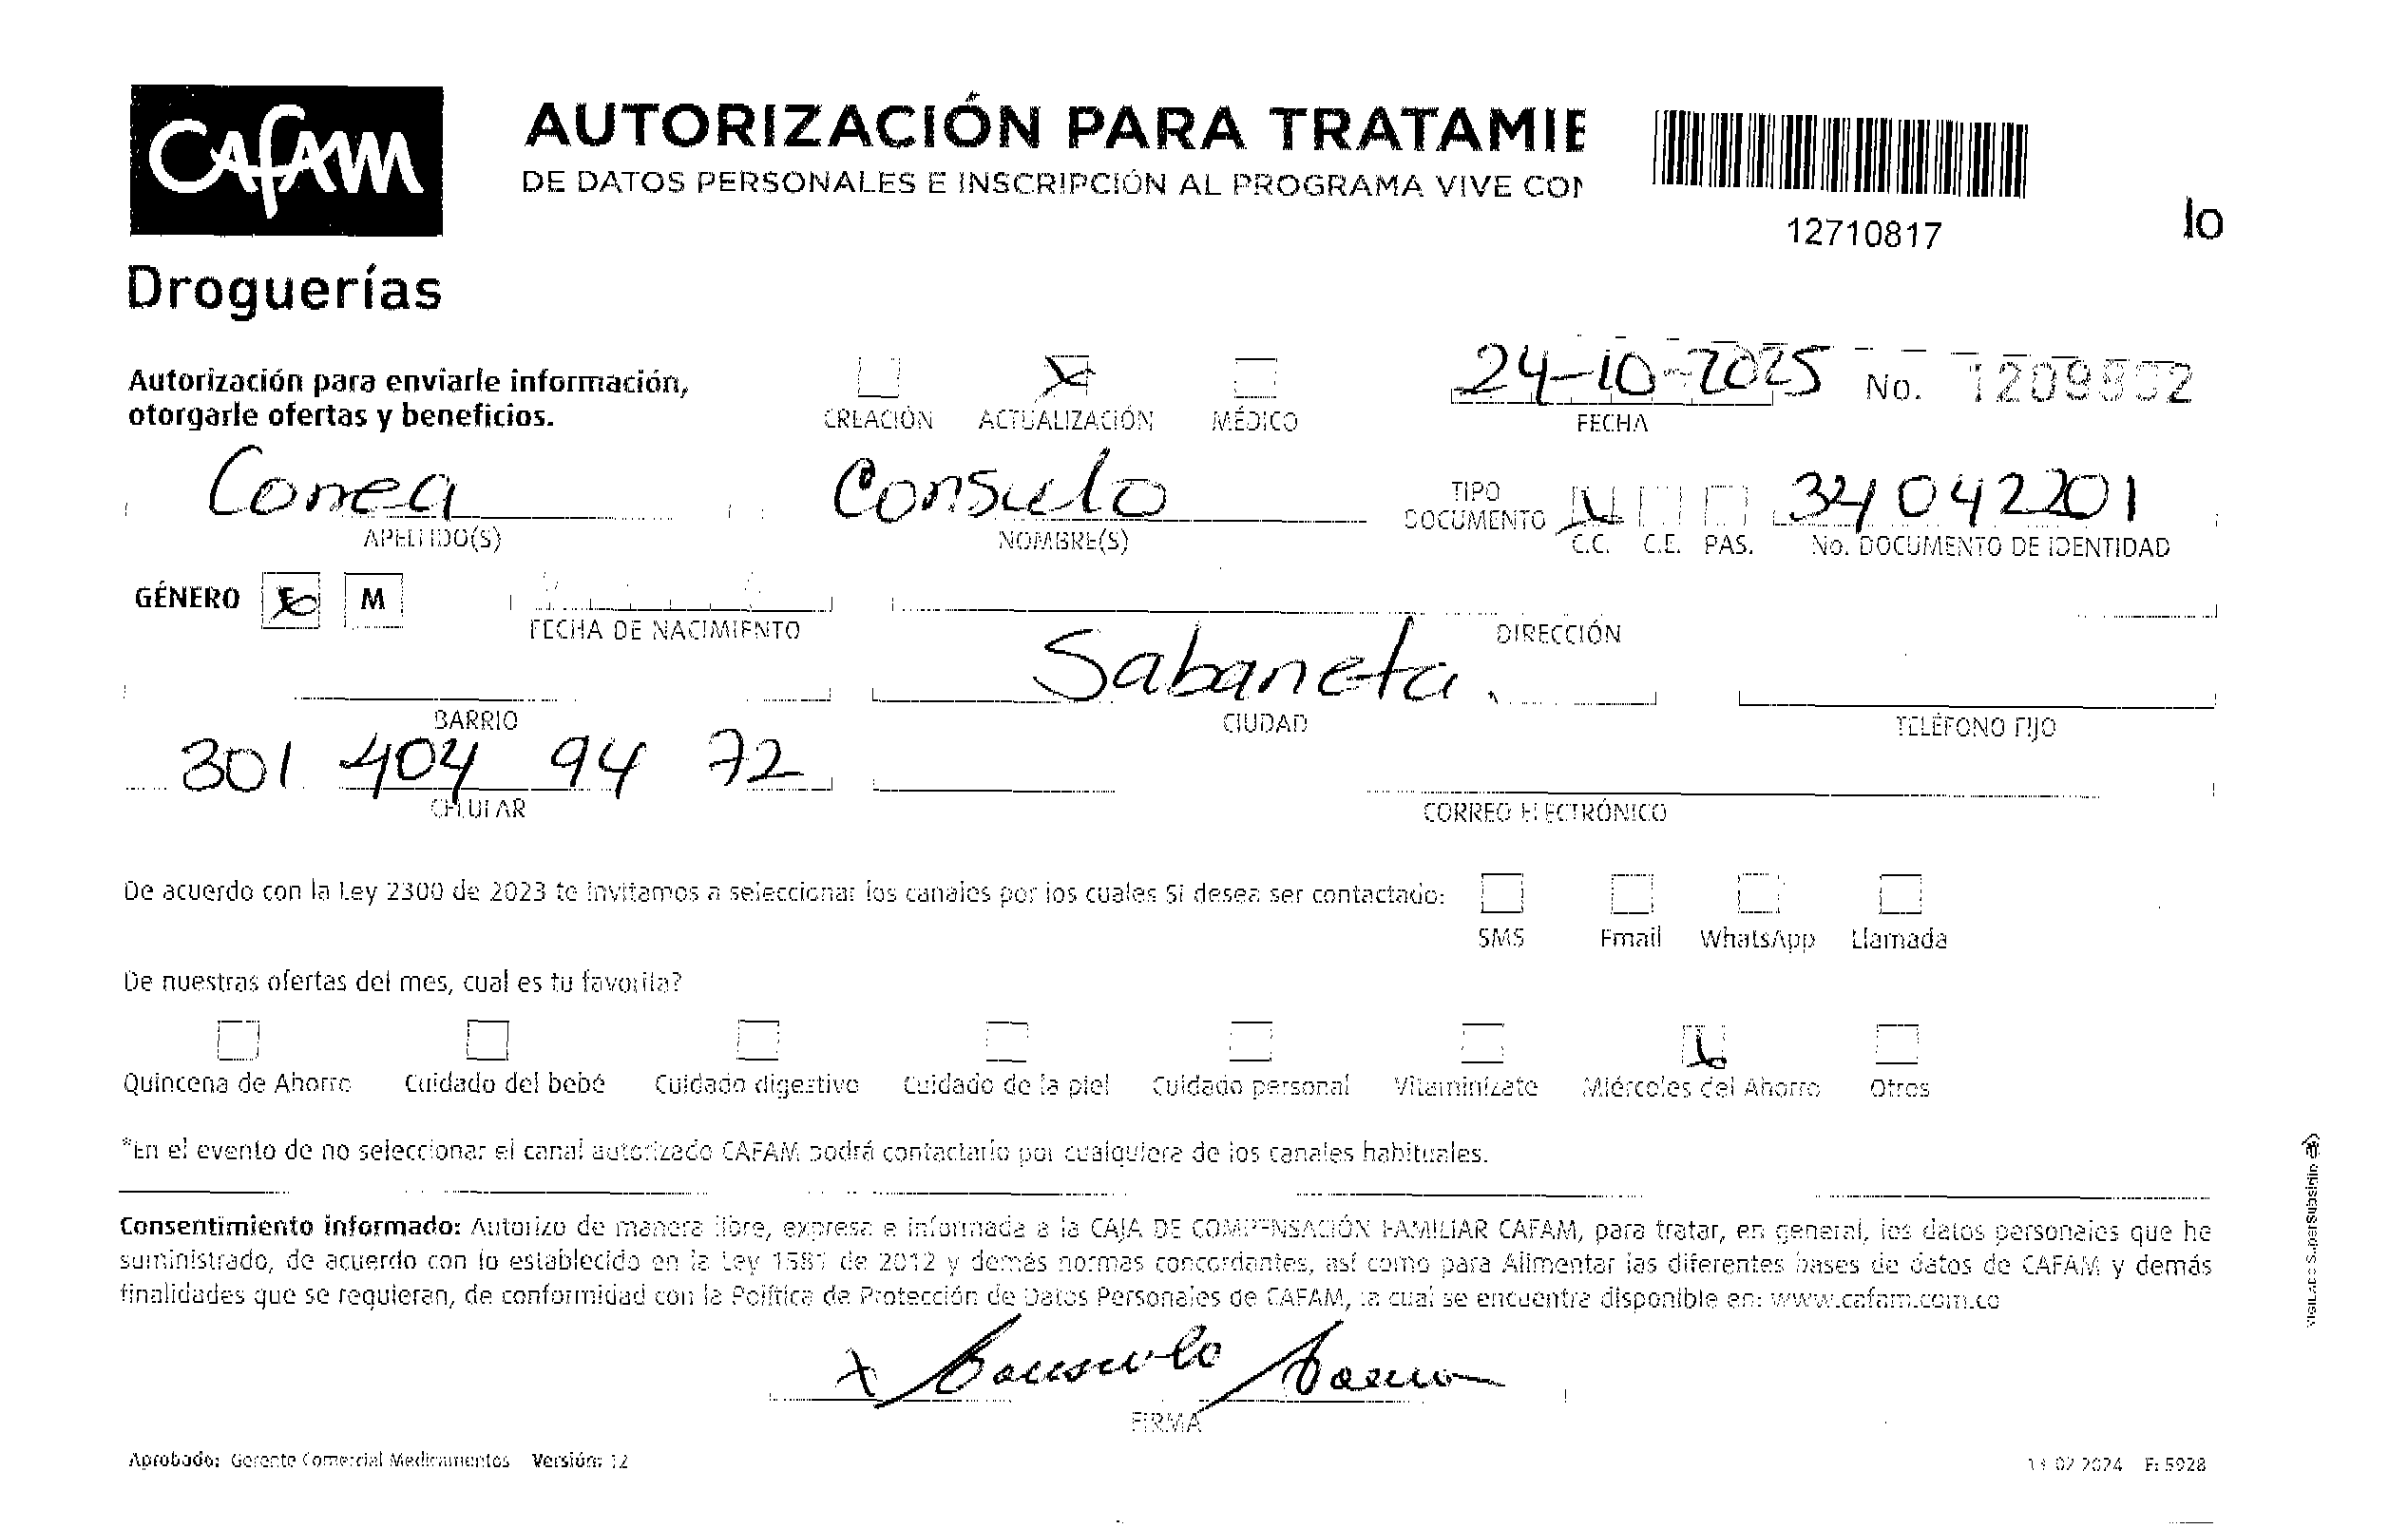 CAFAM
Droguerías
AUTORIZACIÓN PARA TRATAMIE
DE DATOS PERSONALES E INSCRIPCIÓN AL PROGRAMA VIVE CON
12710817
lo
Autorización para enviarle información,
otorgarle ofertas y beneficios.
CREACIÓN ACTUALIZACIÓN MÉDICO
24-10-2025 No.
FECHA
Correa Consuelo
APELLIDO(S) NOMBRE(S)
TIPO DOCUMENTO C.C. C.E. PAS.
34042201
No. DOCUMENTO DE IDENTIDAD
GÉNERO F M
FECHA DE NACIMIENTO DIRECCIÓN
Sabaneta.
BARRIO CIUDAD TELÉFONO FIJO
301 404 94 72
CELULAR CORREO ELECTRÓNICO
De acuerdo con la Ley 2300 de 2023 te invitamos a seleccionar los canales por los cuales SI desea ser contactado:
SMS Email WhatsApp Llamada
De nuestras ofertas del mes, cual es tu favorita?
Quincena de Ahorro Cuidado del bebé Cuidado digestivo Cuidado de la piel Cuidado personal Vitaminízate Miércoles del Ahorro Otros
*En el evento de no seleccionar el canal autorizado CAFAM podrá contactarlo por cualquiera de los canales habituales.
Consentimiento informado: Autorizo de manera libre, expresa e informada a la CAJA DE COMPENSACIÓN FAMILIAR CAFAM, para tratar, en general, los datos personales que he
suministrado, de acuerdo con lo establecido en la Ley 1581 de 2012 y demás normas concordantes, así como para Alimentar las diferentes bases de datos de CAFAM y demás
finalidades que se requieran, de conformidad con la Política de Protección de Datos Personales de CAFAM, la cual se encuentra disponible en: www.cafam.com.co
x Consuelo
FIRMA
Aprobado: Gerente Comercial Medicamentos Versión: 12
02 2024 F: 5928
VIGILADO SuperSubsidio